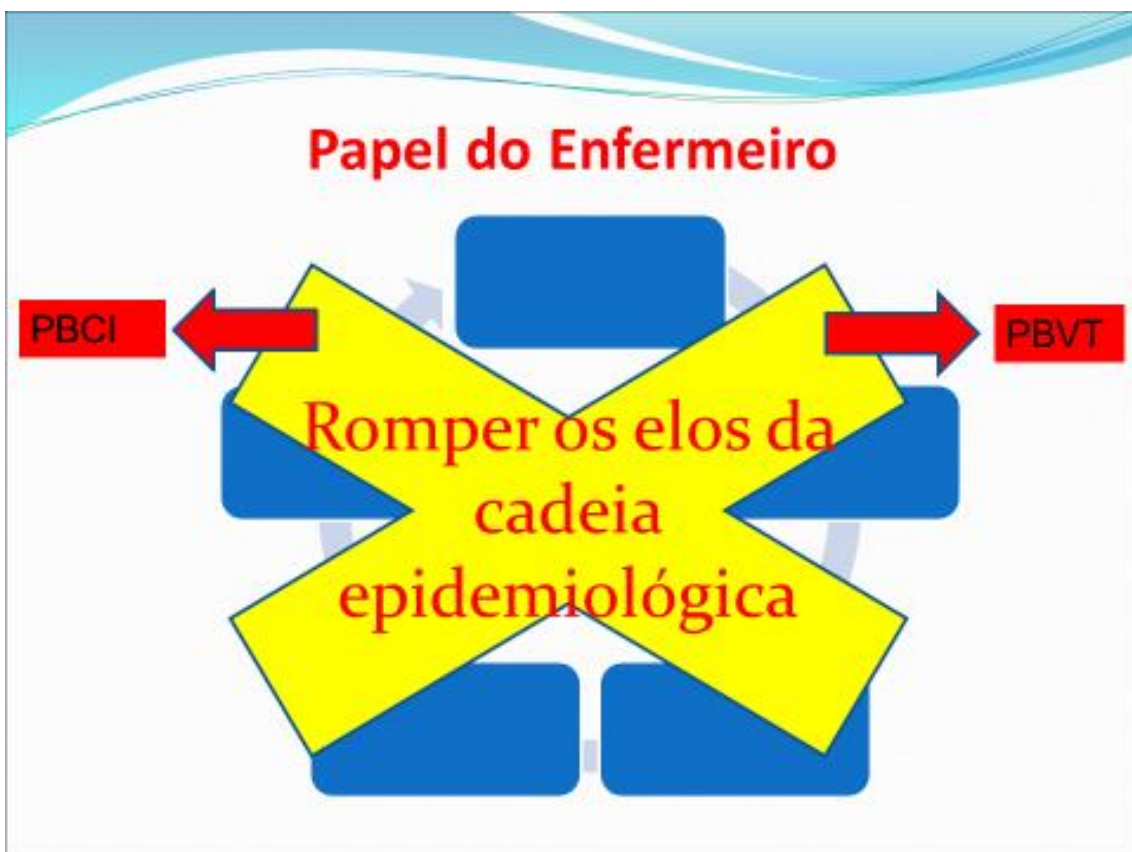 Papel do Enfermeiro
PBCI
PBVT
Romper os elos da
cadeia
epidemiológica